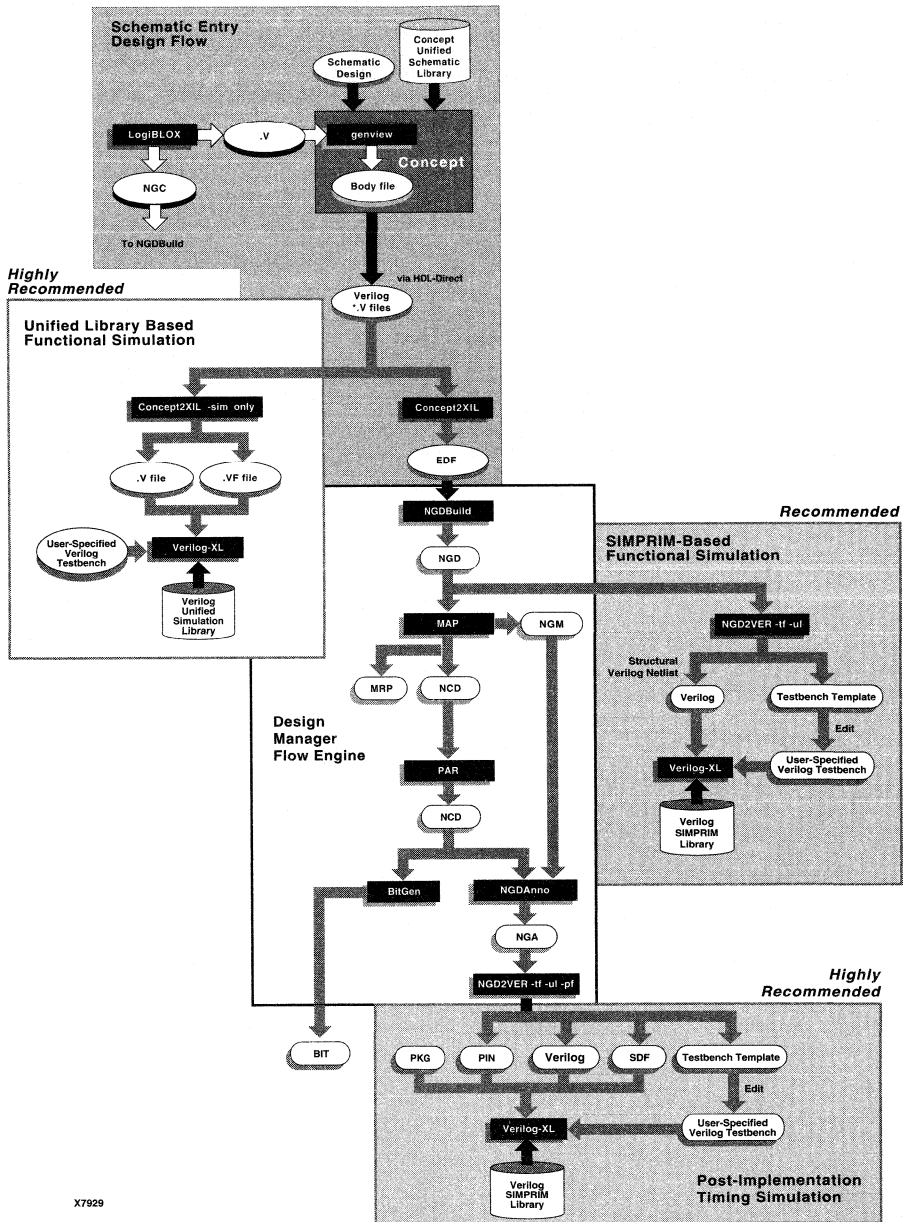 Schematic Entry
Design Flow
Concept
Unified
Schematic
Library
Schematic
Design
LogiBLOX
.V
genview
Concept
NGC
Body file
To NGDBuild
via HDL-Direct
Highly
Recommended
Verilog
*.V files
Unified Library Based
Functional Simulation
Concept2XIL -sim only
Concept2XIL
EDF
.V file
.VF file
NGDBuild
Recommended
User-Specified
Verilog
Testbench
Verilog-XL
SIMPRIM-Based
Functional Simulation
NGD
Verilog
Unified
Simulation
Library
MAP
NGM
NGD2VER -tf -ul
Structural
Verilog Netlist
MRP
NCD
Verilog
Testbench Template
Design
Manager
Flow Engine
Edit
PAR
Verilog-XL
User-Specified
Verilog Testbench
NCD
Verilog
SIMPRIM
Library
BitGen
NGDAnno
NGA
NGD2VER -tf -ul -pf
Highly
Recommended
BIT
PKG
PIN
Verilog
SDF
Testbench Template
Edit
Verilog-XL
User-Specified
Verilog Testbench
Verilog
SIMPRIM
Library
Post-Implementation
Timing Simulation
X7929